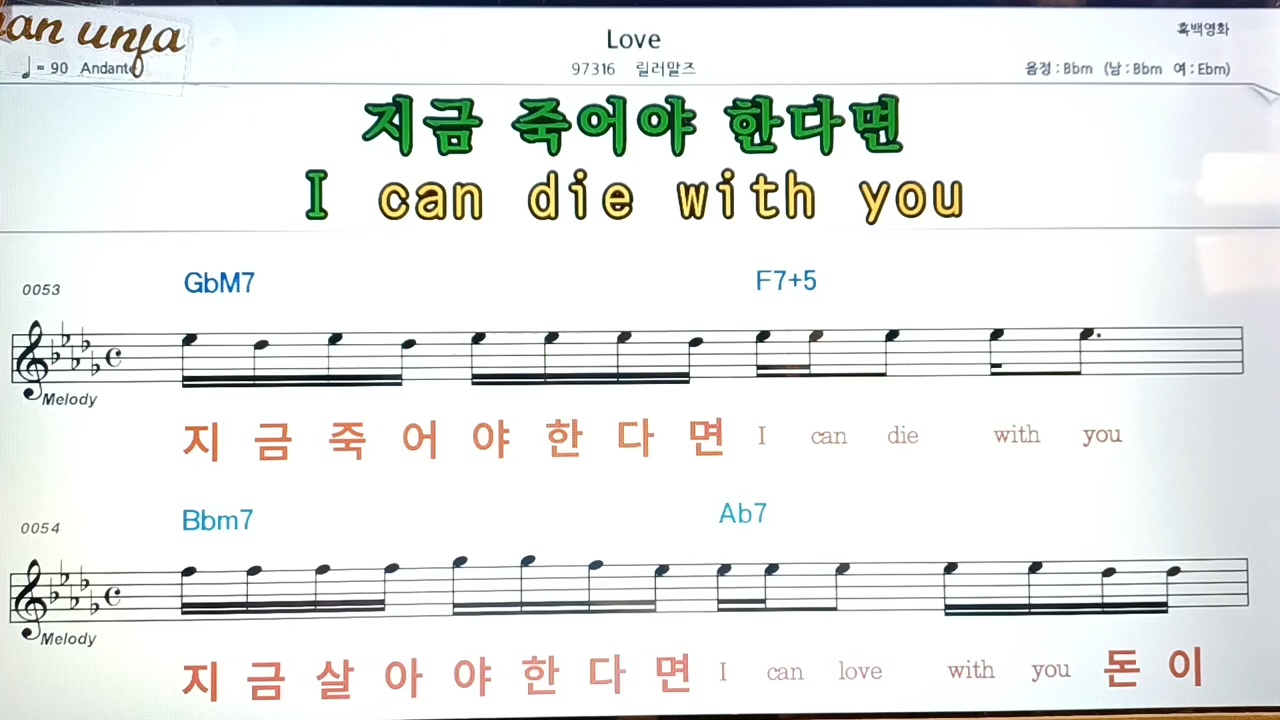 Love
흑백영화
♩= 90 Andante
97316 릴러말즈
음정 : Bbm (남 : Bbm 여 : Ebm)
지금 죽어야 한다면
I can die with you
0053
GbM7 F7+5
Melody
지 금 죽 어 야 한 다 면 I can die with you
0054
Bbm7 Ab7
Melody
지 금 살 아 야 한 다 면 I can love with you 돈 이